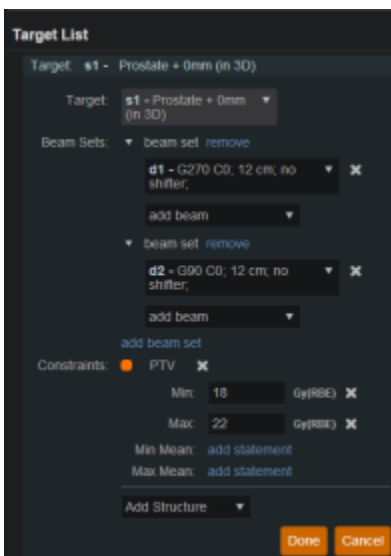 Target List
Target: s1 - Prostate + 0mm (in 3D)
Target: s1 - Prostate + 0mm
(in 3D)
Beam Sets: beam set remove
d1 - G270 C0; 12 cm; no
shifter;
add beam
beam set remove
d2 - G90 C0; 12 cm; no
shifter;
add beam
add beam set
Constraints: PTV
Min: 18 Gy(RBE)
Max: 22 Gy(RBE)
Min Mean: add statement
Max Mean: add statement
Add Structure
Done Cancel